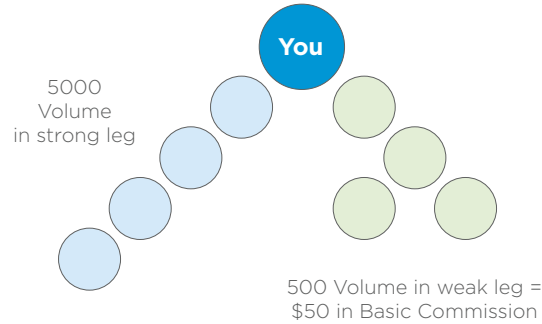 You
5000
Volume
in strong leg
500 Volume in weak leg =
$50 in Basic Commission